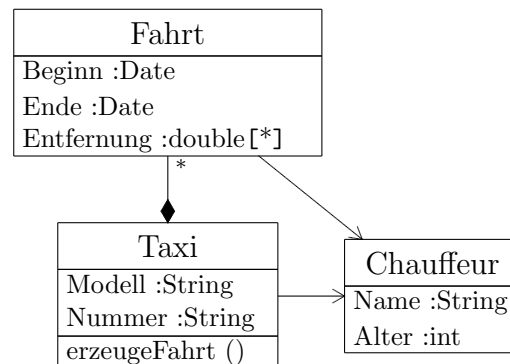 Fahrt
Beginn :Date
Ende :Date
Entfernung :double[*]
*
Taxi
Modell :String
Nummer :String
erzeugeFahrt ()
Chauffeur
Name :String
Alter :int